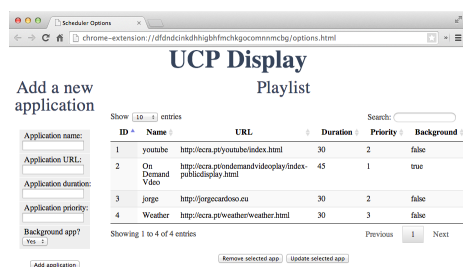 Scheduler Options
chrome-extension://dfdndcinkdhhigbhfmchkgocomnnmcbg/options.html
UCP Display
Add a new
application
Playlist
Show 10 entries
Search:
ID Name URL Duration Priority Background
1 youtube http://ecra.pt/youtube/index.html 30 2 false
2 On Demand Vdeo http://ecra.pt/ondemandvideoplay/index-publicdisplay.html 45 1 true
3 jorge http://jorgecardoso.eu 30 2 false
4 Weather http://ecra.pt/weather/weather.html 30 3 false
Showing 1 to 4 of 4 entries
Previous 1 Next
Application name:
Application URL:
Application duration:
Application priority:
Background app?
Yes
Add application
Remove selected app Update selected app